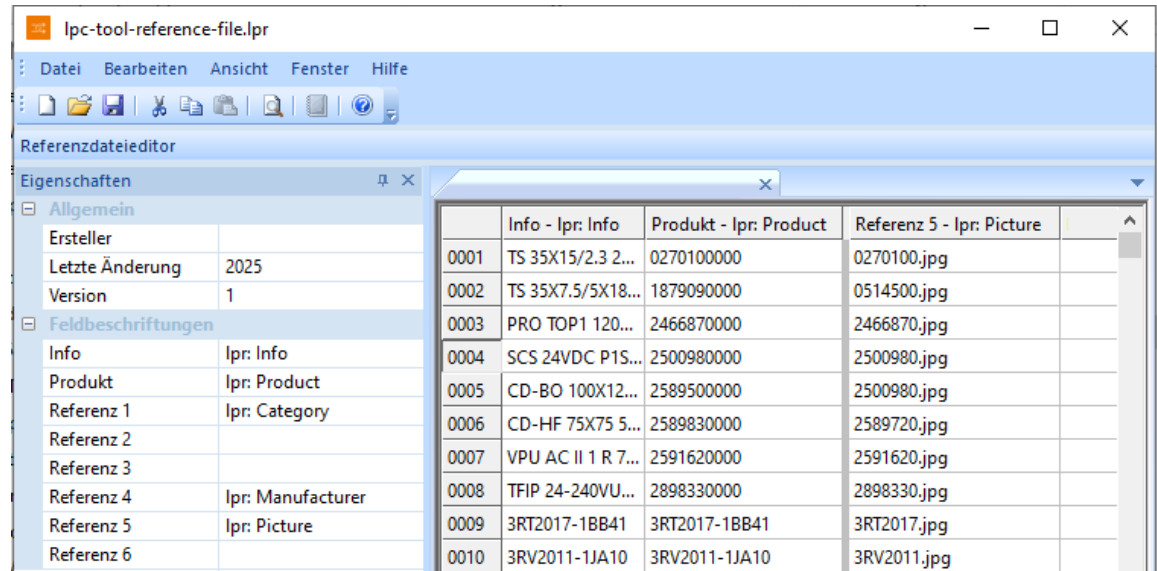 lpc-tool-reference-file.lpr
Datei Bearbeiten Ansicht Fenster Hilfe
Referenzdateieditor
Eigenschaften
Allgemein
Ersteller
Letzte Änderung 2025
Version 1
Feldbeschriftungen
Info lpr: Info
Produkt lpr: Product
Referenz 1 lpr: Category
Referenz 2
Referenz 3
Referenz 4 lpr: Manufacturer
Referenz 5 lpr: Picture
Referenz 6
Info - lpr: Info Produkt - lpr: Product Referenz 5 - lpr: Picture
0001 TS 35X15/2.3 2... 0270100000 0270100.jpg
0002 TS 35X7.5/5X18... 1879090000 0514500.jpg
0003 PRO TOP1 120... 2466870000 2466870.jpg
0004 SCS 24VDC P1S... 2500980000 2500980.jpg
0005 CD-BO 100X12... 2589500000 2500980.jpg
0006 CD-HF 75X75 5... 2589830000 2589720.jpg
0007 VPU AC II 1 R 7... 2591620000 2591620.jpg
0008 TFIP 24-240VU... 2898330000 2898330.jpg
0009 3RT2017-1BB41 3RT2017-1BB41 3RT2017.jpg
0010 3RV2011-1JA10 3RV2011-1JA10 3RV2011.jpg